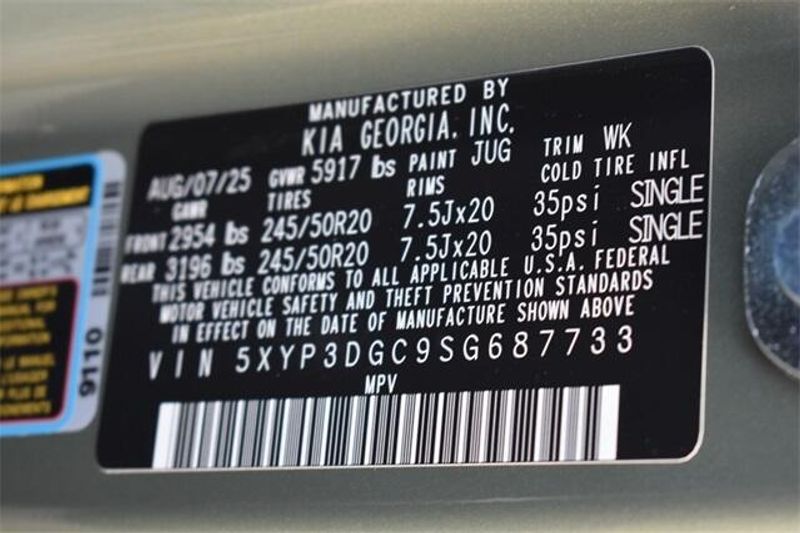 MANUFACTURED BY
KIA GEORGIA, INC.
AUG/07/25 GVWR 5917 lbs PAINT JUG TRIM WK
GAWR TIRES RIMS COLD TIRE INFL
FRONT 2954 lbs 245/50R20 7.5Jx20 35psi SINGLE
REAR 3196 lbs 245/50R20 7.5Jx20 35psi SINGLE
THIS VEHICLE CONFORMS TO ALL APPLICABLE U.S.A. FEDERAL
MOTOR VEHICLE SAFETY AND THEFT PREVENTION STANDARDS
IN EFFECT ON THE DATE OF MANUFACTURE SHOWN ABOVE
VIN 5XYP3DGC9SG687733
MPV
9110